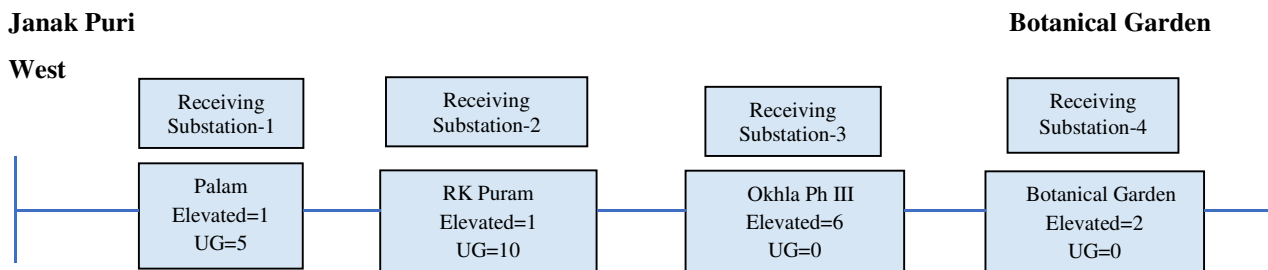 Janak Puri
West
Botanical Garden
Receiving
Substation-1
Receiving
Substation-2
Receiving
Substation-3
Receiving
Substation-4
Palam
Elevated=1
UG=5
RK Puram
Elevated=1
UG=10
Okhla Ph III
Elevated=6
UG=0
Botanical Garden
Elevated=2
UG=0